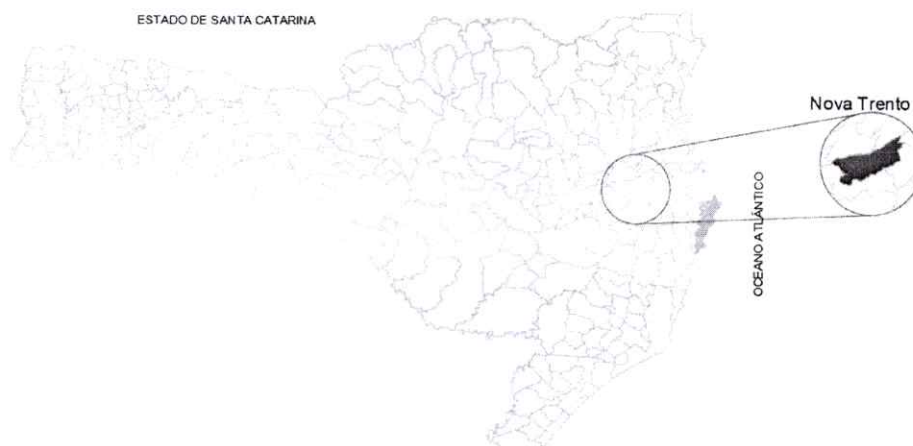 ESTADO DE SANTA CATARINA
Nova Trento
OCEANO ATLÂNTICO